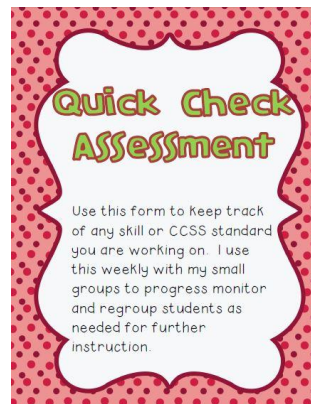 Quick Check
Assessment
Use this form to keep track
of any skill or CCSS standard
you are working on. I use
this weekly with my small
groups to progress monitor
and regroup students as
needed for further
instruction.